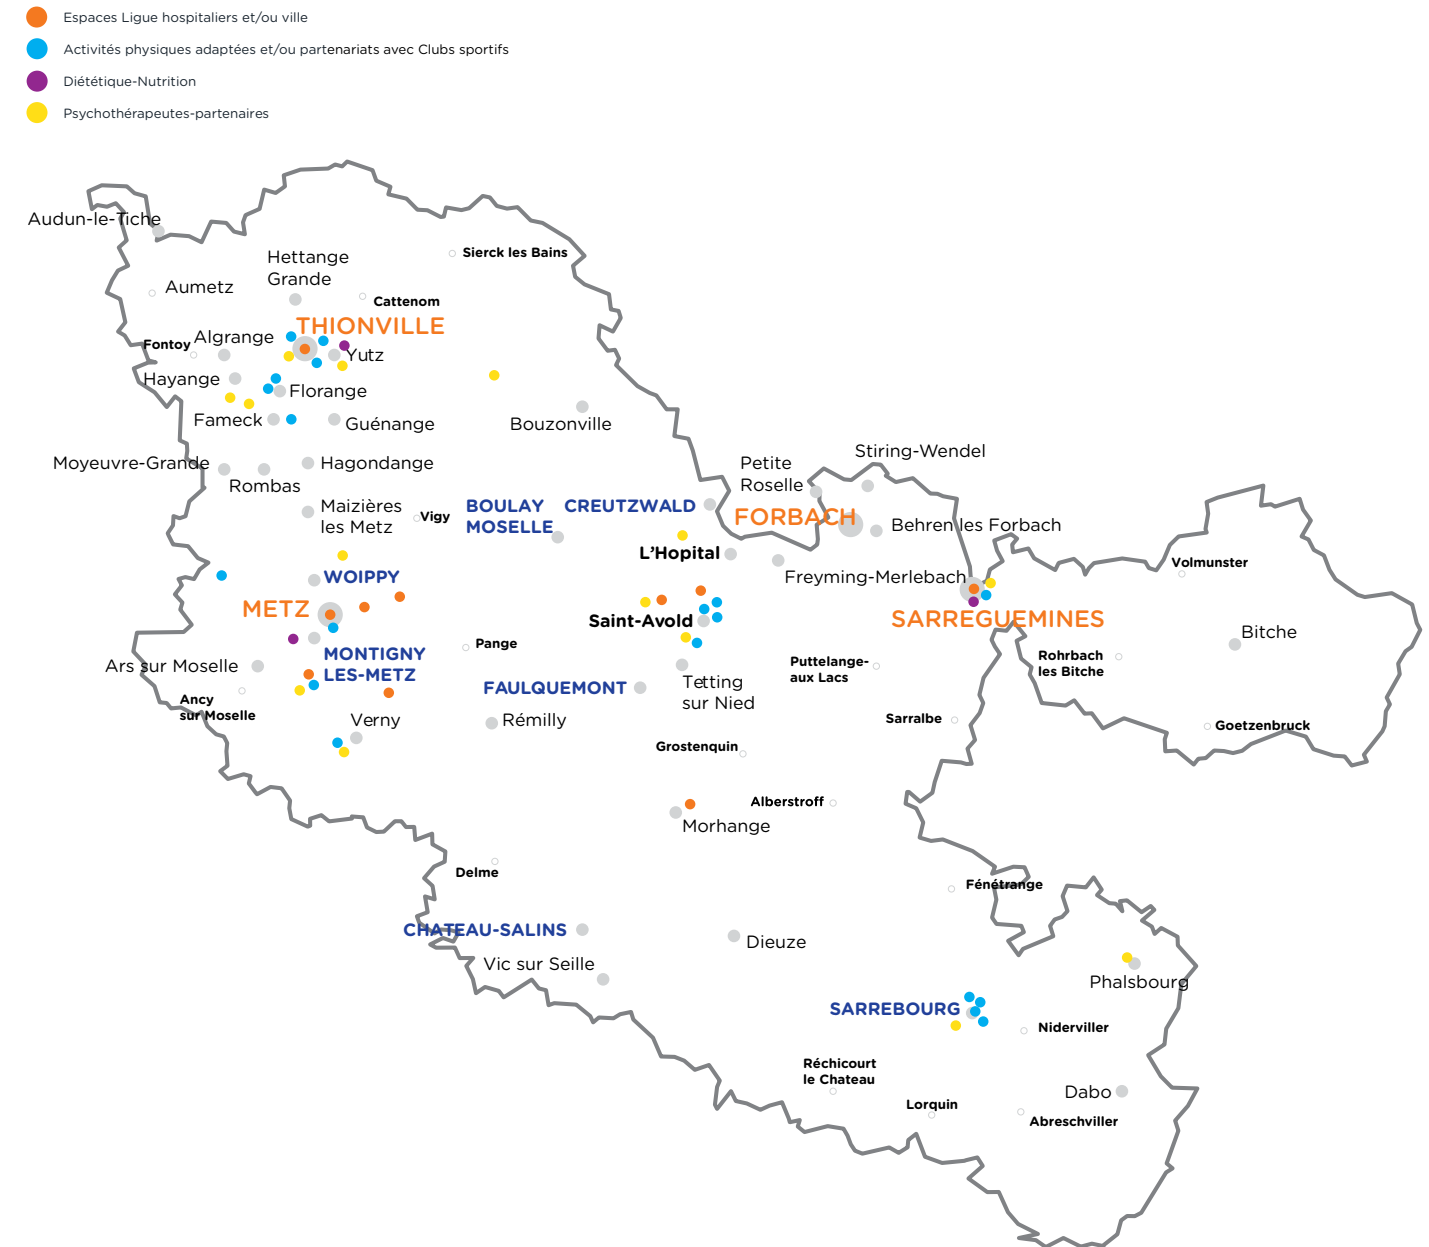 Espaces Ligue hospitaliers et/ou ville
Activités physiques adaptées et/ou partenariats avec Clubs sportifs
Diététique-Nutrition
Psychothérapeutes-partenaires
Audun-le-Tiche
Sierck les Bains
Hettange
Grande
Aumetz
Cattenom
THIONVILLE
Algrange
Fontoy
Yutz
Hayange
Florange
Fameck
Guénange
Bouzonville
Moyeuvre-Grande
Hagondange
Rombas
Stiring-Wendel
Petite
Roselle
Maizières
les Metz
Vigy
BOULAY
MOSELLE
CREUTZWALD
FORBACH
Behren les Forbach
L'Hopital
Freyming-Merlebach
Volmunster
WOIPPY
METZ
Saint-Avold
SARREGUEMINES
Bitche
Pange
MONTIGNY
LES-METZ
Ars sur Moselle
Puttelange-
aux Lacs
Rohrbach
les Bitche
Ancy
sur Moselle
FAULQUEMONT
Tetting
sur Nied
Verny
Rémilly
Sarralbe
Goetzenbruck
Grostenquin
Alberstroff
Morhange
Delme
Fénétrange
CHATEAU-SALINS
Dieuze
Vic sur Seille
Phalsbourg
SARREBOURG
Niderviller
Réchicourt
le Chateau
Dabo
Lorquin
Abreschviller